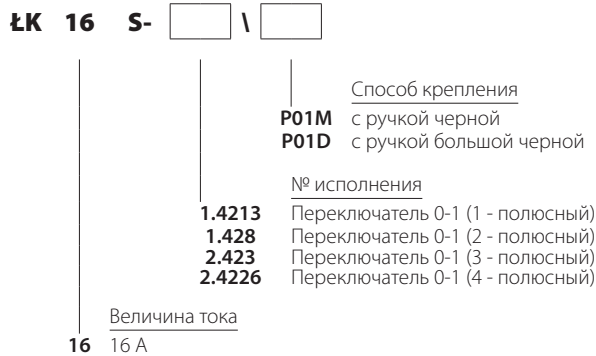 ŁK 16 S- \
Способ крепления
P01M с ручкой черной
P01D с ручкой большой черной
№ исполнения
1.4213 Переключатель 0-1 (1 - полюсный)
1.428 Переключатель 0-1 (2 - полюсный)
2.423 Переключатель 0-1 (3 - полюсный)
2.4226 Переключатель 0-1 (4 - полюсный)
Величина тока
16 16 А